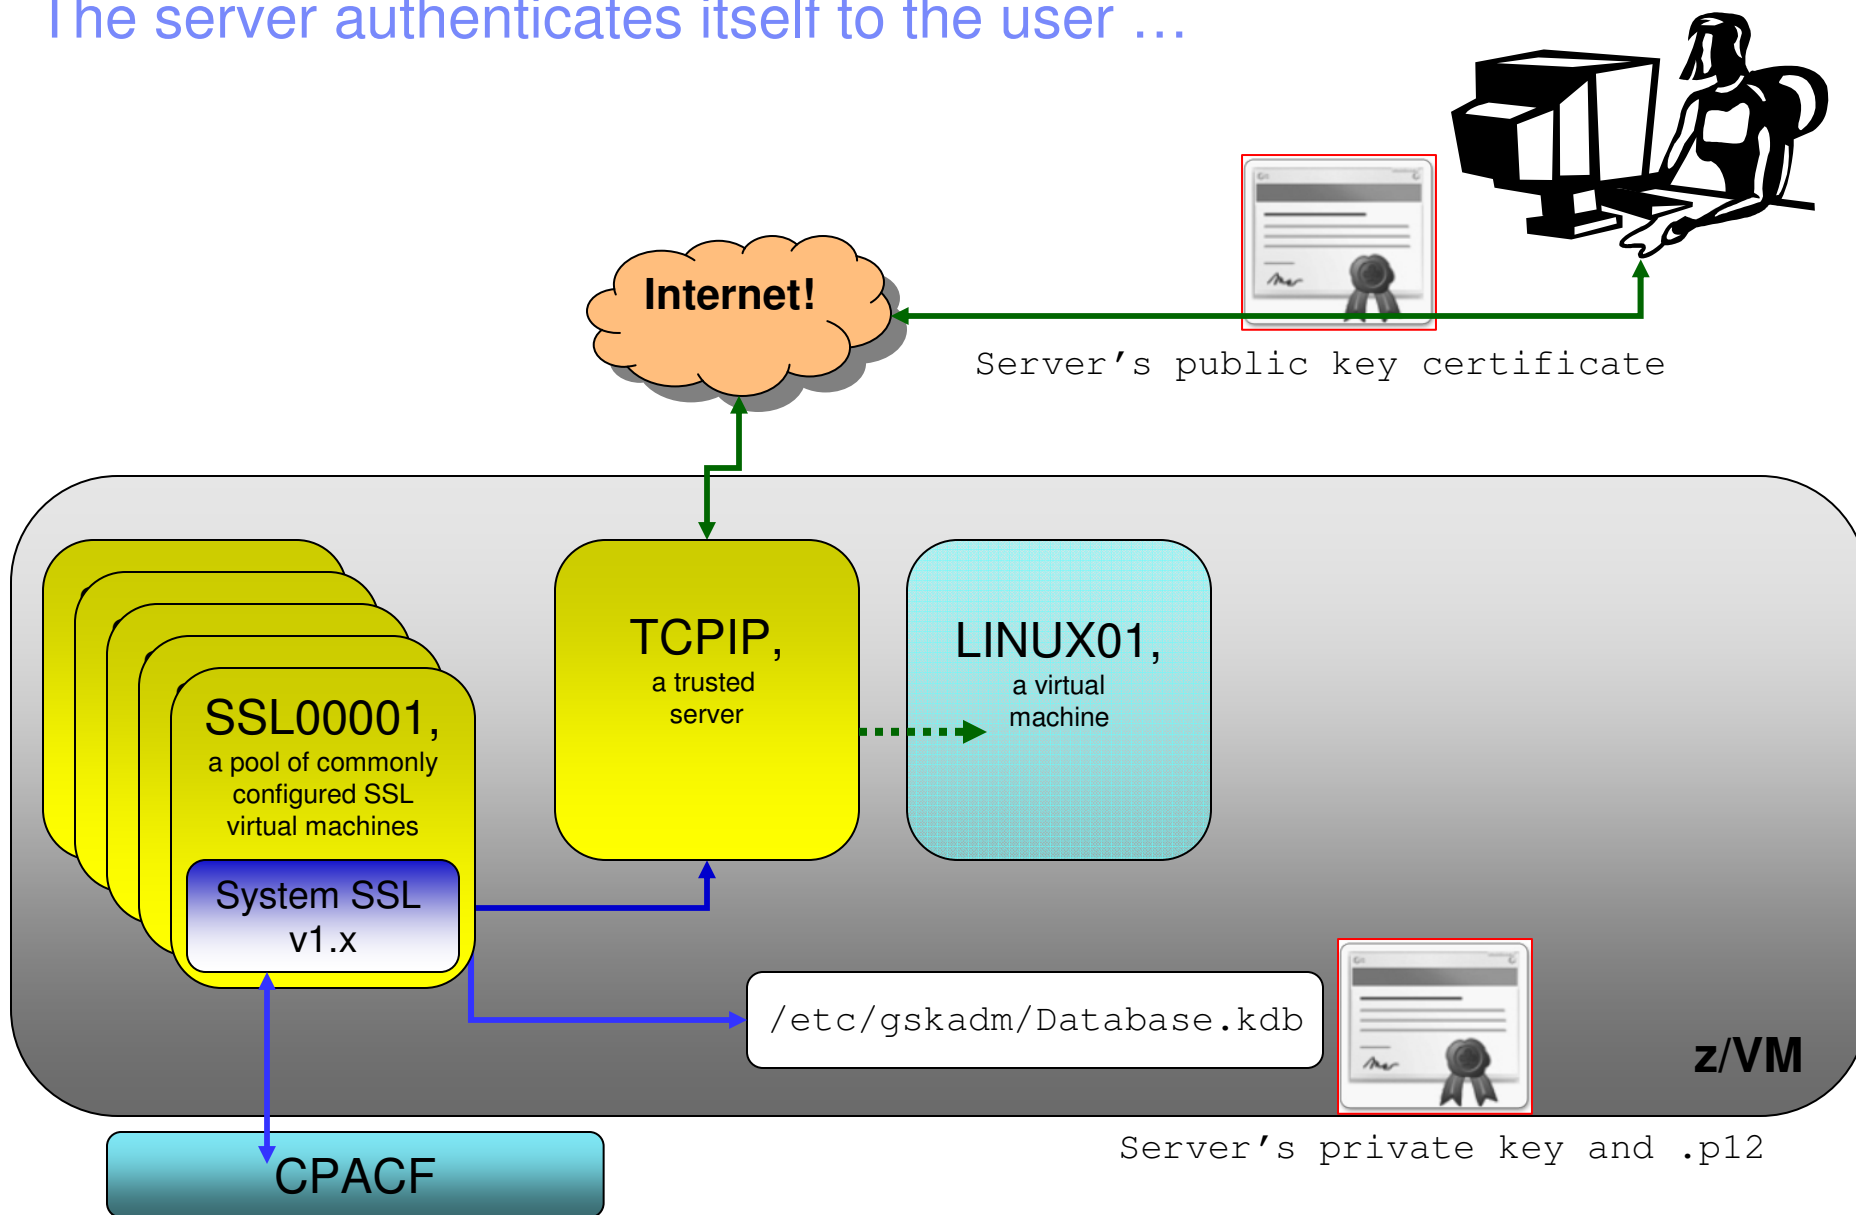 The server authenticates itself to the user …
Internet!
Server's public key certificate
TCPIP,
a trusted
server
LINUX01,
a virtual
machine
SSL00001,
a pool of commonly
configured SSL
virtual machines
System SSL
v1.x
/etc/gskadm/Database.kdb
z/VM
Server's private key and .p12
CPACF